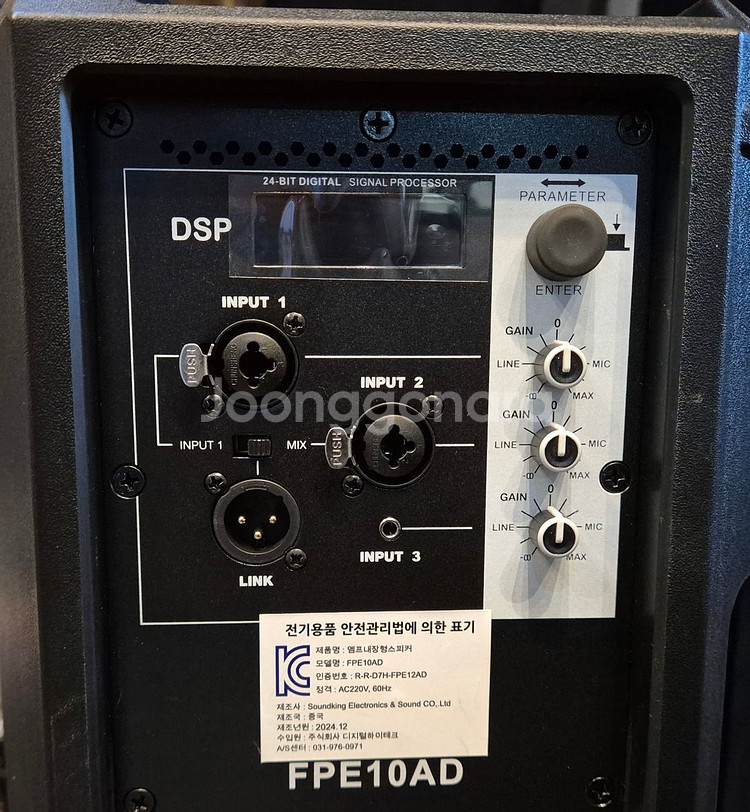 24-BIT DIGITAL SIGNAL PROCESSOR
DSP
PARAMETER
ENTER
INPUT 1
PUSH
GAIN
0
LINE
MIC
-∞
MAX
INPUT 2
Joonggonara
GAIN
0
INPUT 1
MIX
PUSH
LINE
MIC
-∞
MAX
GAIN
0
LINE
MIC
-∞
MAX
INPUT 3
LINK
전기용품 안전관리법에 의한 표기
제품명 : 앰프내장형스피커
모델명 : FPE10AD
인증번호 : R-R-D7H-FPE12AD
정격 : AC220V, 60Hz
제조사 : Soundking Electronics & Sound CO,.Ltd
제조국 : 중국
제조년원 : 2024.12
수입원 : 주식회사 디지털하이테크
A/S센터 : 031-976-0971
FPE10AD